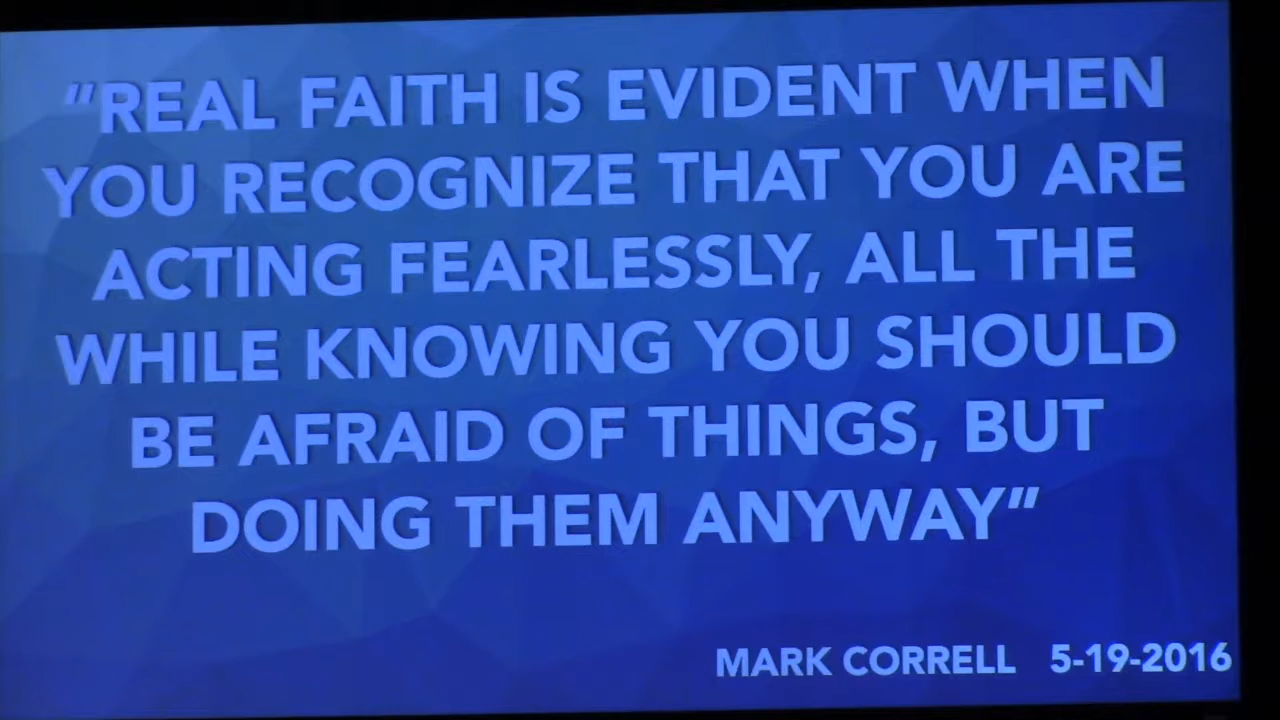 “REAL FAITH IS EVIDENT WHEN
YOU RECOGNIZE THAT YOU ARE
ACTING FEARLESSLY, ALL THE
WHILE KNOWING YOU SHOULD
BE AFRAID OF THINGS, BUT
DOING THEM ANYWAY”
MARK CORRELL 5-19-2016